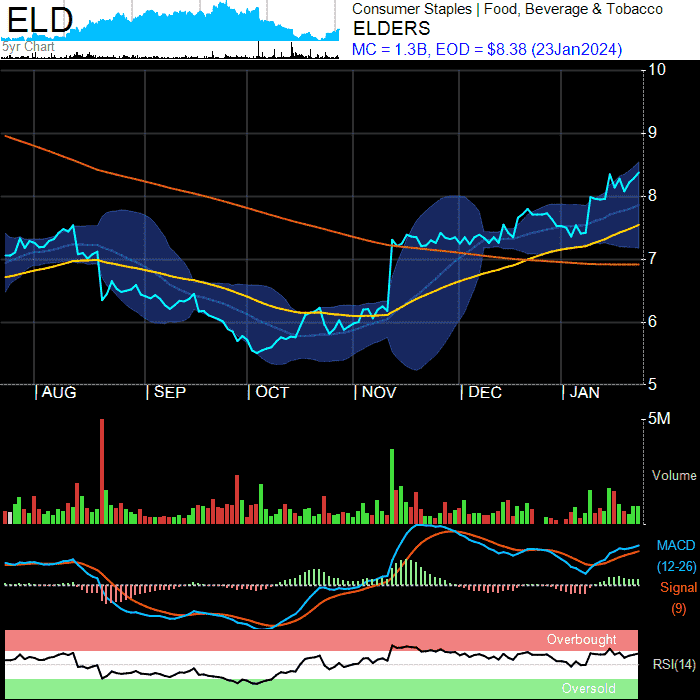 ELD
5yr Chart
Consumer Staples | Food, Beverage & Tobacco
ELDERS
MC = 1.3B, EOD = $8.38 (23Jan2024)
10
9
8
7
6
5
| AUG | SEP | OCT | NOV | DEC | JAN
5M
Volume
MACD
(12-26)
Signal
(9)
Overbought
RSI(14)
Oversold